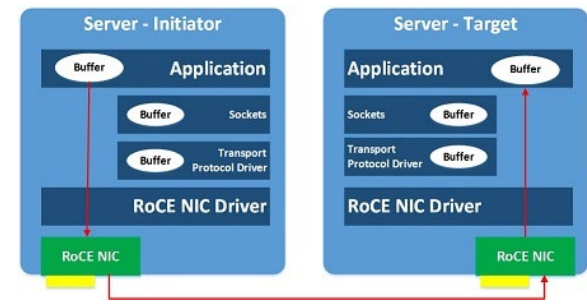 Server - Initiator
Buffer
Application
Buffer
Sockets
Buffer
Transport
Protocol Driver
RoCE NIC Driver
RoCE NIC
Server - Target
Application
Buffer
Sockets
Buffer
Transport
Protocol Driver
Buffer
RoCE NIC Driver
RoCE NIC